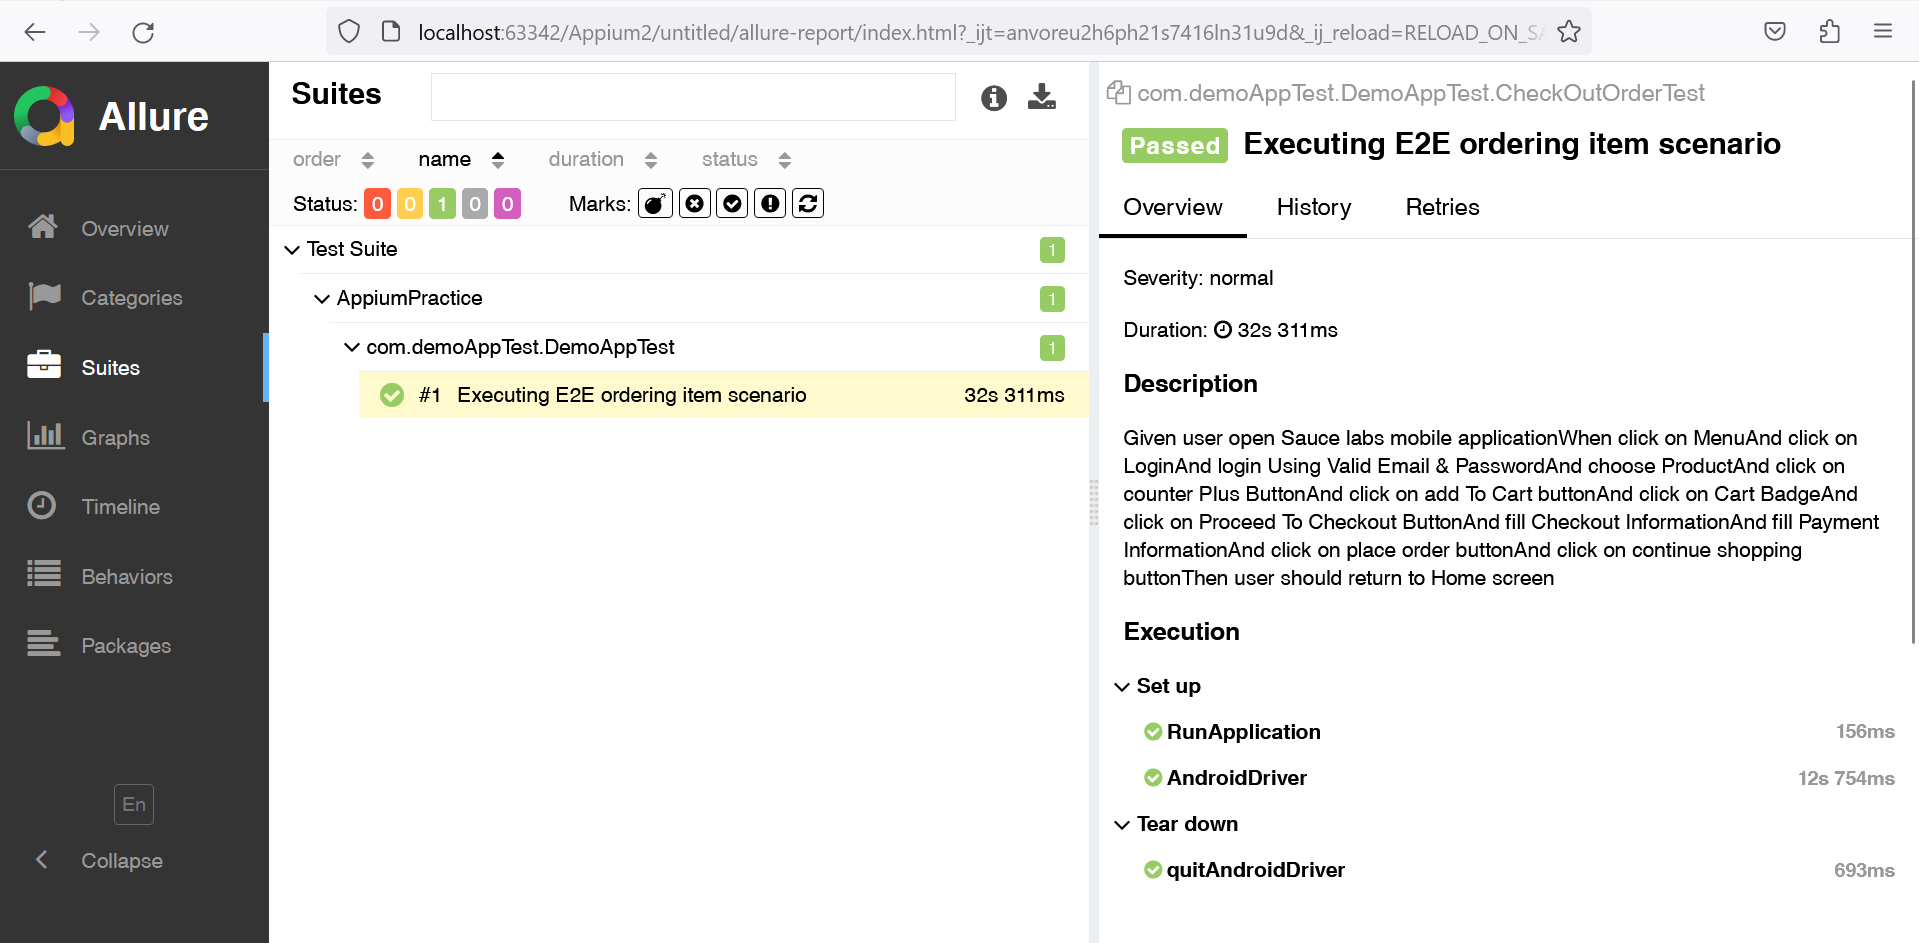 localhost:63342/Appium2/untitled/allure-report/index.html?_ijt=anvoreu2h6ph21s7416ln31u9d&_ij_reload=RELOAD_ON_SA
Allure
Overview
Categories
Suites
Graphs
Timeline
Behaviors
Packages
En
Collapse
Suites
order name duration status
Status: 0 0 1 0 0 Marks:
Test Suite 1
AppiumPractice 1
com.demoAppTest.DemoAppTest 1
#1 Executing E2E ordering item scenario 32s 311ms
com.demoAppTest.DemoAppTest.CheckOutOrderTest
Passed Executing E2E ordering item scenario
Overview History Retries
Severity: normal
Duration: 32s 311ms
Description
Given user open Sauce labs mobile applicationWhen click on MenuAnd click on
LoginAnd login Using Valid Email & PasswordAnd choose ProductAnd click on
counter Plus ButtonAnd click on add To Cart buttonAnd click on Cart BadgeAnd
click on Proceed To Checkout ButtonAnd fill Checkout InformationAnd fill Payment
InformationAnd click on place order buttonAnd click on continue shopping
buttonThen user should return to Home screen
Execution
Set up
RunApplication 156ms
AndroidDriver 12s 754ms
Tear down
quitAndroidDriver 693ms